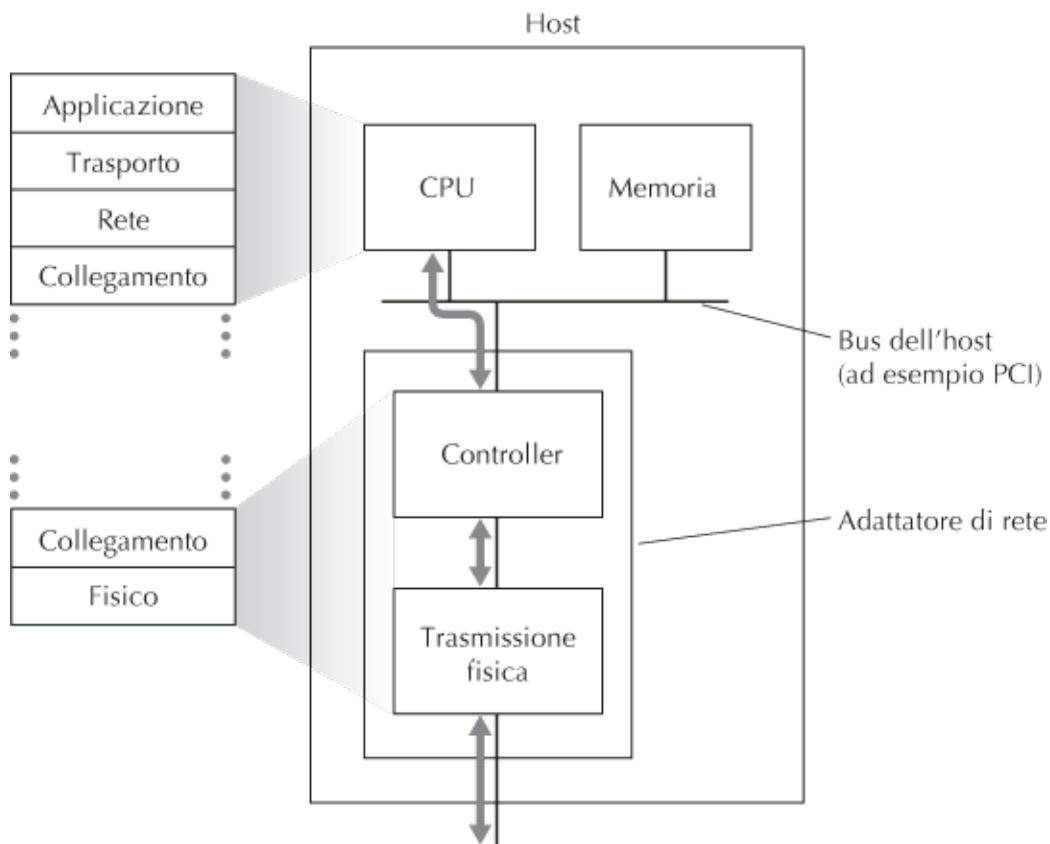 Host
Applicazione
Trasporto
Rete
Collegamento
CPU
Memoria
Bus dell'host
(ad esempio PCI)
Controller
Adattatore di rete
Collegamento
Fisico
Trasmissione
fisica